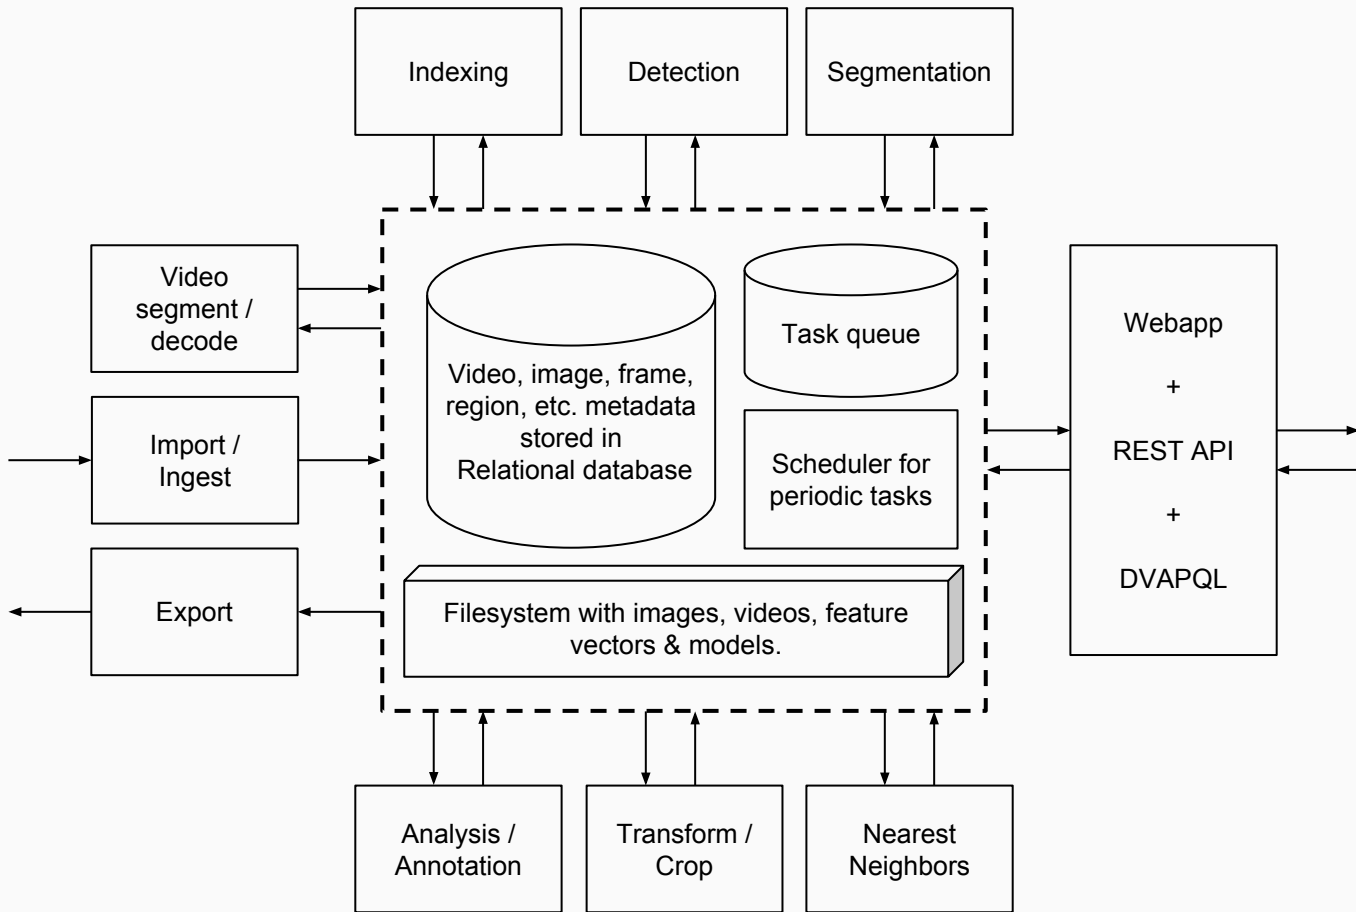 Indexing
Detection
Segmentation
Video
segment /
decode
Import /
Ingest
Export
Video, image, frame,
region, etc. metadata
stored in
Relational database
Task queue
Scheduler for
periodic tasks
Filesystem with images, videos, feature
vectors & models.
Webapp
+
REST API
+
DVAPQL
Analysis /
Annotation
Transform /
Crop
Nearest
Neighbors